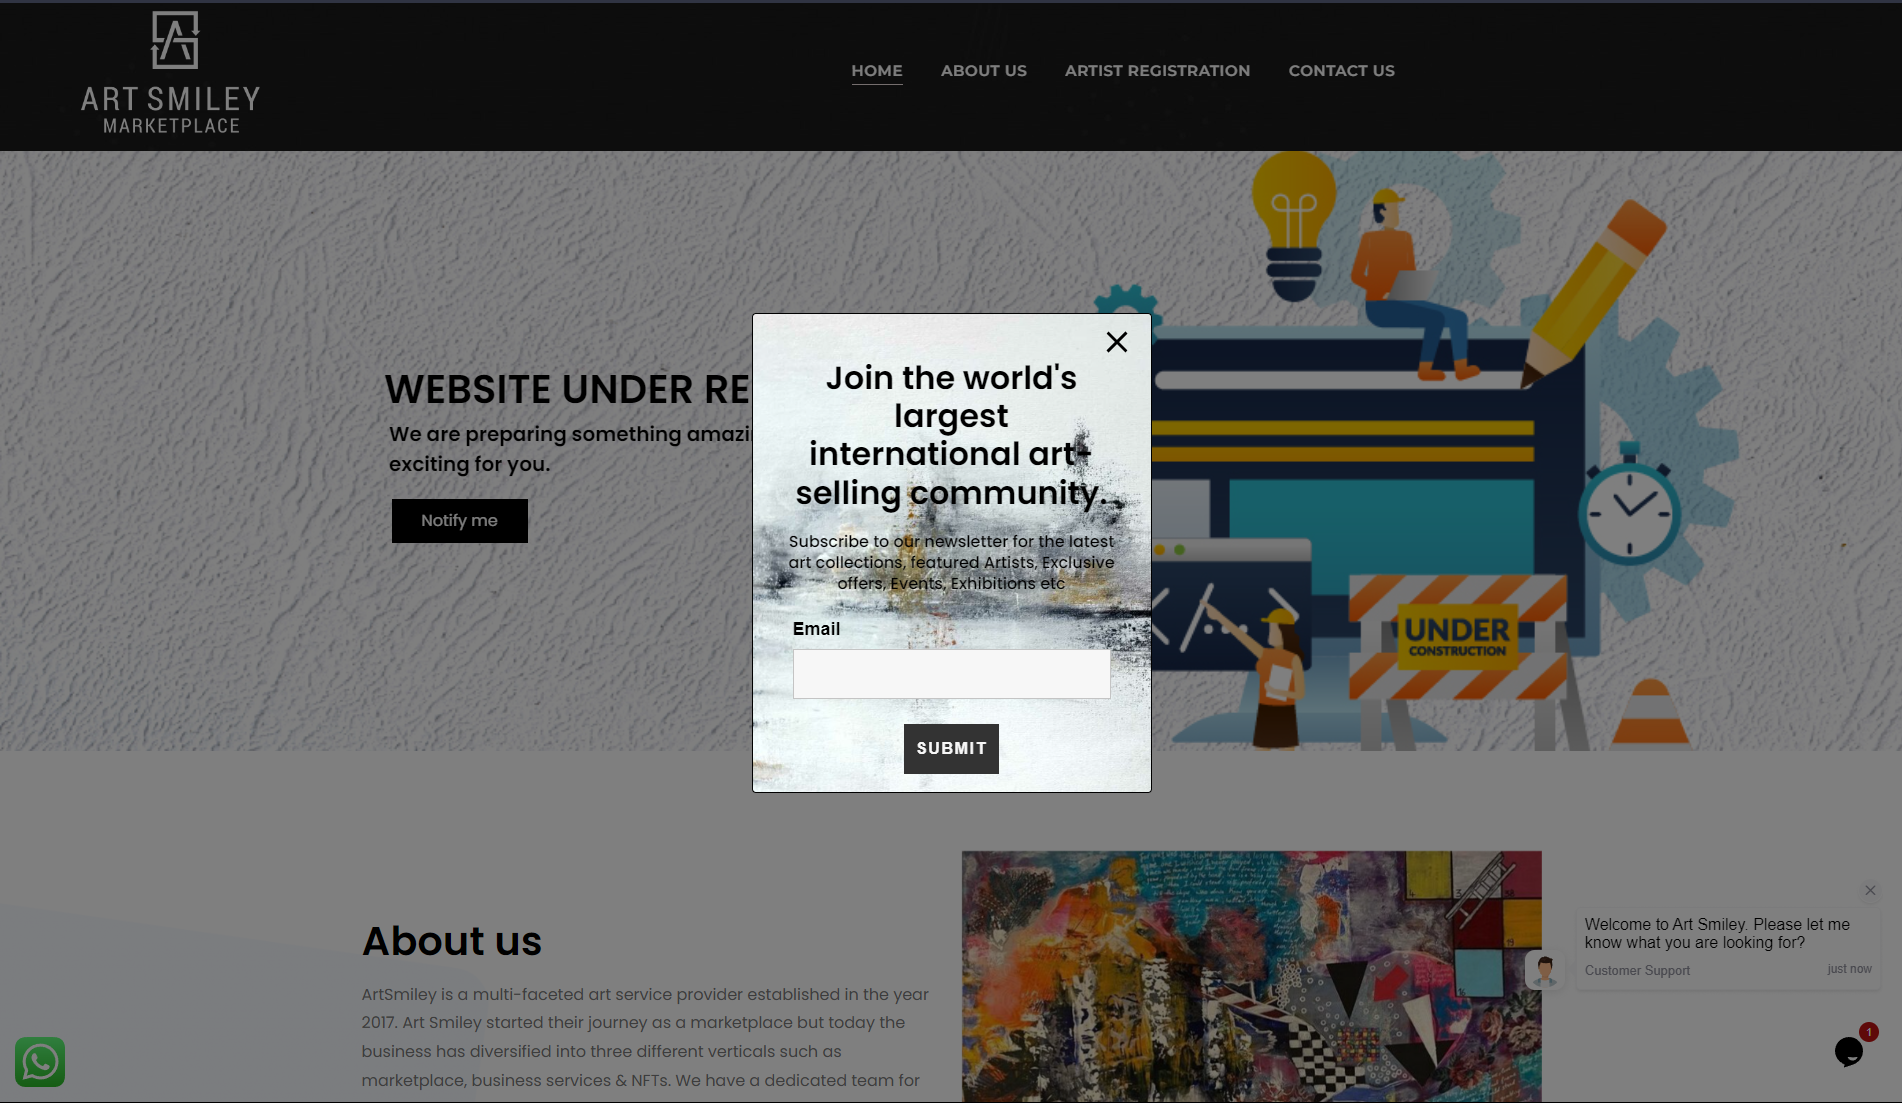 ART SMILEY
MARKETPLACE
HOME
ABOUT US
ARTIST REGISTRATION
CONTACT US
WEBSITE UNDER RE
We are preparing something amazi
exciting for you.
Notify me
Join the world's
largest
international art-
selling community.
Subscribe to our newsletter for the latest
art collections, featured Artists, Exclusive
offers, Events, Exhibitions etc
Email
SUBMIT
UNDER
CONSTRUCTION
About us
ArtSmiley is a multi-faceted art service provider established in the year
2017. Art Smiley started their journey as a marketplace but today the
business has diversified into three different verticals such as
marketplace, business services & NFTs. We have a dedicated team for
Welcome to Art Smiley. Please let me
know what you are looking for?
Customer Support
just now
1